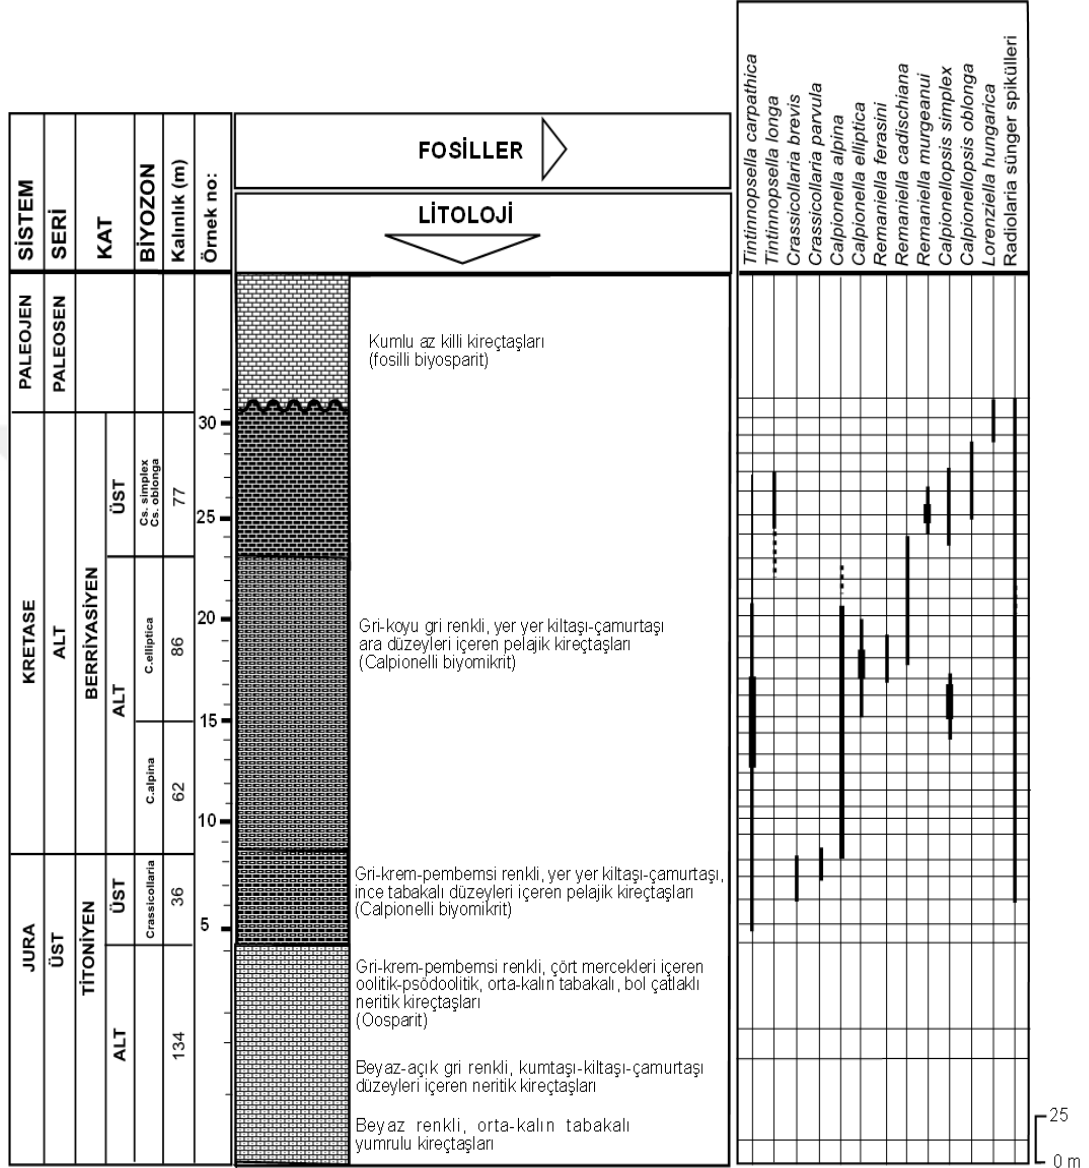 FOSİLLER
LİTOLOJİ
SİSTEM
SERİ
KAT
BİYOZON
Kalınlık (m)
Örnek no:
Tintinnopsella carpathica
Tintinnopsella longa
Crassicollaria brevis
Crassicollaria parvula
Calpionella alpina
Calpionella elliptica
Remaniella ferasini
Remaniella cadischiana
Remaniella murgeanui
Calpionellopsis simplex
Calpionellopsis oblonga
Lorenziella hungarica
Radiolaria sünger spikülleri
PALEOJEN
PALEOSEN
Kumlu az killi kireçtaşları
(fosilli biyosparit)
KRETASE
ALT
BERRİYASİYEN
ÜST
Cs. simplex
Cs. oblonga
77
30
25
ALT
C.elliptica
86
20
15
Gri-koyu gri renkli, yer yer kiltaşı-çamurtaşı
ara düzeyleri içeren pelajik kireçtaşları
(Calpionelli biyomikrit)
C.alpina
62
10
JURA
ÜST
TİTONİYEN
ÜST
Crassicollaria
36
5
Gri-krem-pembemsi renkli, yer yer kiltaşı-çamurtaşı,
ince tabakalı düzeyleri içeren pelajik kireçtaşları
(Calpionelli biyomikrit)
ALT
134
Gri-krem-pembemsi renkli, çört mercekleri içeren
oolitik-psödoolitik, orta-kalın tabakalı, bol çatlaklı
neritik kireçtaşları
(Oosparit)
Beyaz-açık gri renkli, kumtaşı-kiltaşı-çamurtaşı
düzeyleri içeren neritik kireçtaşları
Beyaz renkli, orta-kalın tabakalı
yumrulu kireçtaşları
25
0 m